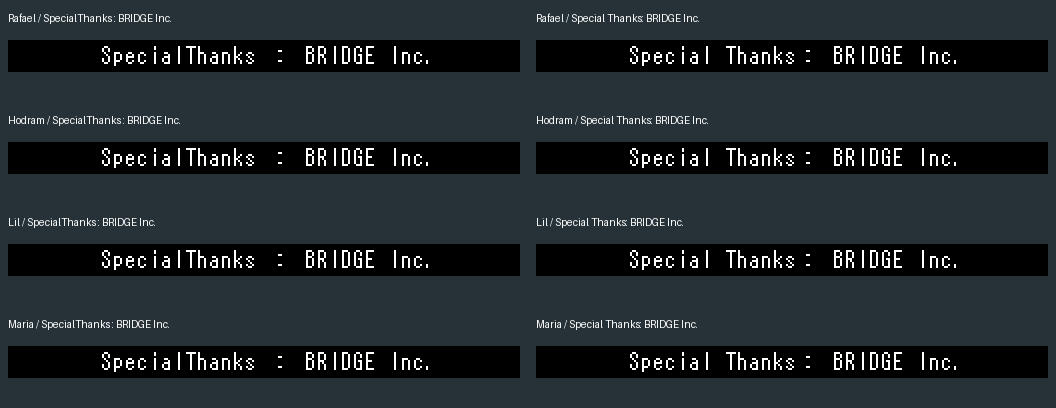 Rafael / SpecialThanks : BRIDGE Inc.
Rafael / Special Thanks: BRIDGE Inc.
SpecialThanks : BRIDGE Inc.
Special Thanks : BRIDGE Inc.
Hodram / SpecialThanks : BRIDGE Inc.
Hodram / Special Thanks: BRIDGE Inc.
SpecialThanks : BRIDGE Inc.
Special Thanks : BRIDGE Inc.
Lil / SpecialThanks : BRIDGE Inc.
Lil / Special Thanks: BRIDGE Inc.
SpecialThanks : BRIDGE Inc.
Special Thanks : BRIDGE Inc.
Maria / SpecialThanks : BRIDGE Inc.
Maria / Special Thanks: BRIDGE Inc.
SpecialThanks : BRIDGE Inc.
Special Thanks : BRIDGE Inc.